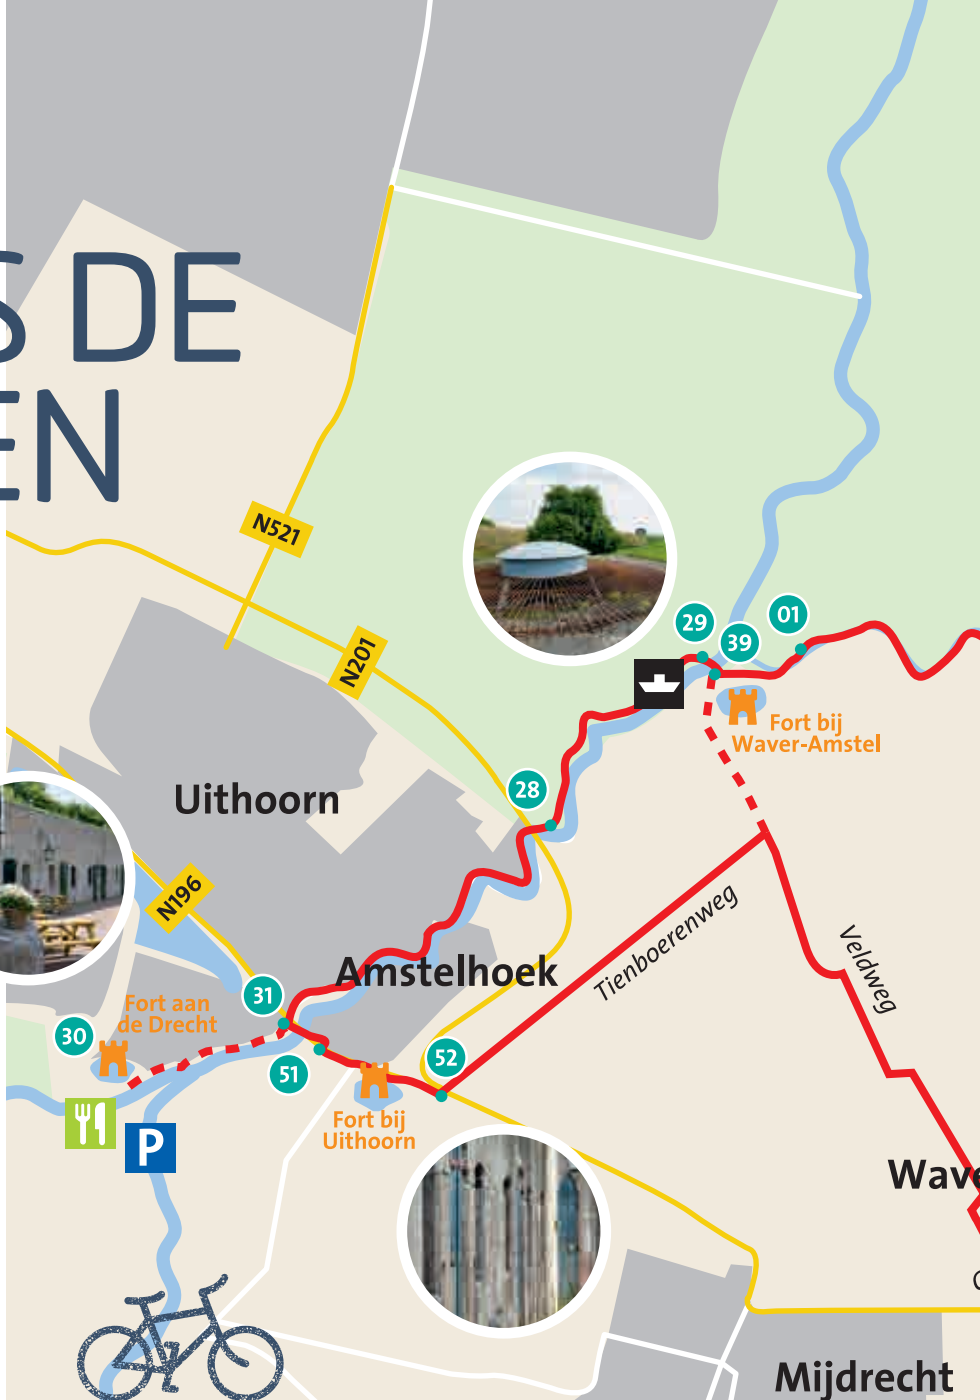 S DE
EN
N521
N201
29
39
01
Fort bij
Waver-Amstel
28
Uithoorn
N196
Tienboerenweg
Veldweg
Amstelhoek
31
Fort aan
de Drecht
30
51
52
P
Fort bij
Uithoorn
Wave
Mijdrecht